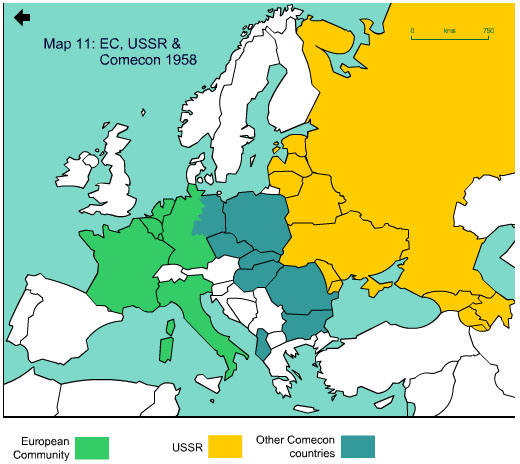 Map 11: EC, USSR &
Comecon 1958
0 kms 750
European
Community
USSR
Other Comecon
countries